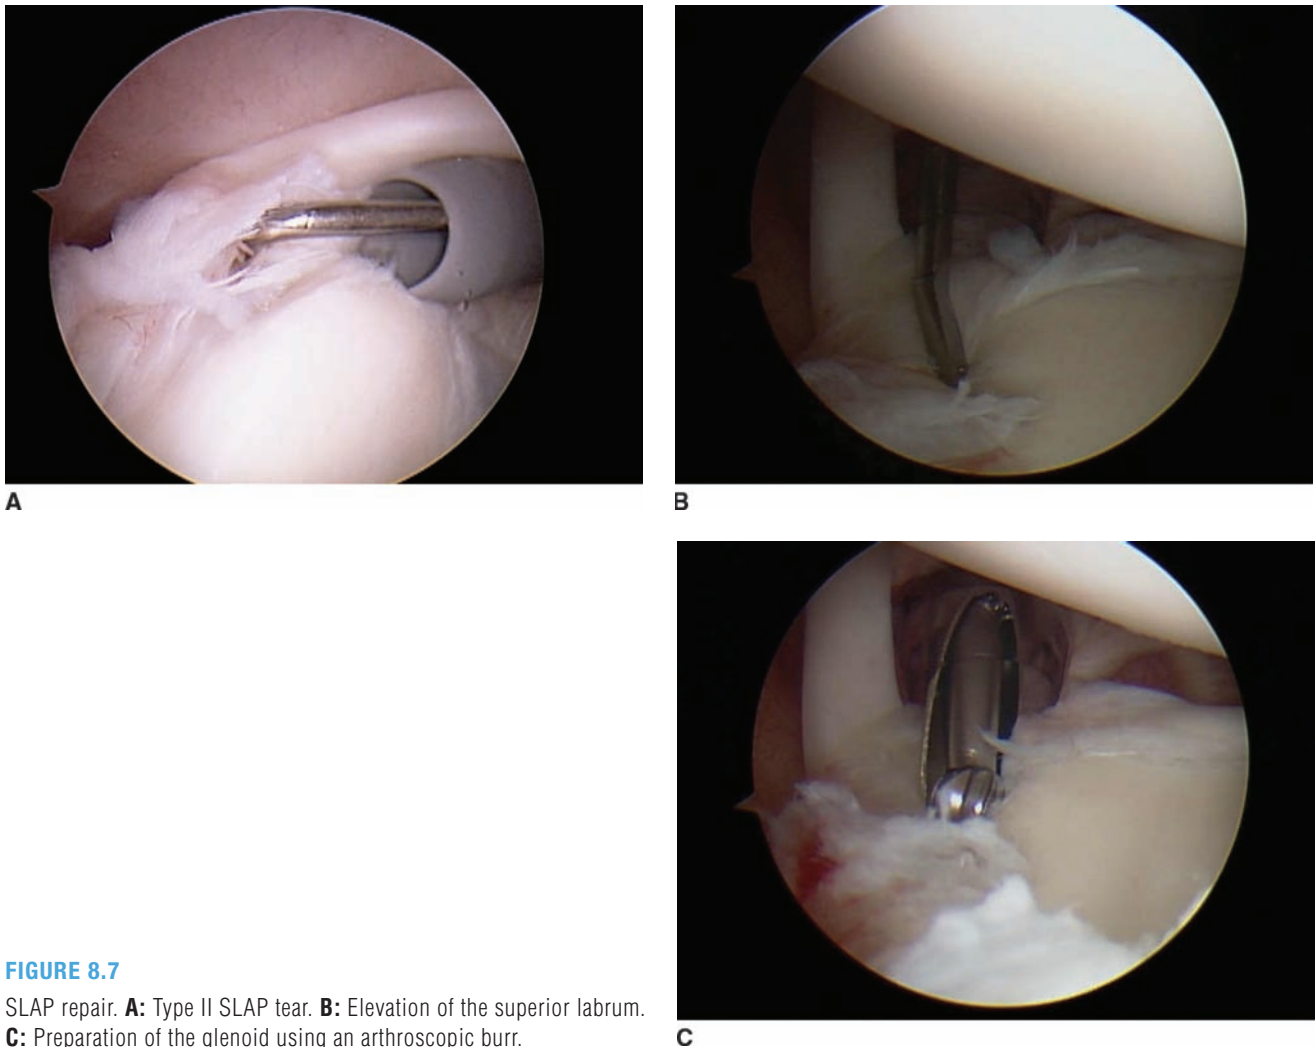 A
B
C
FIGURE 8.7
SLAP repair. A: Type II SLAP tear. B: Elevation of the superior labrum.
C: Preparation of the glenoid using an arthroscopic burr.